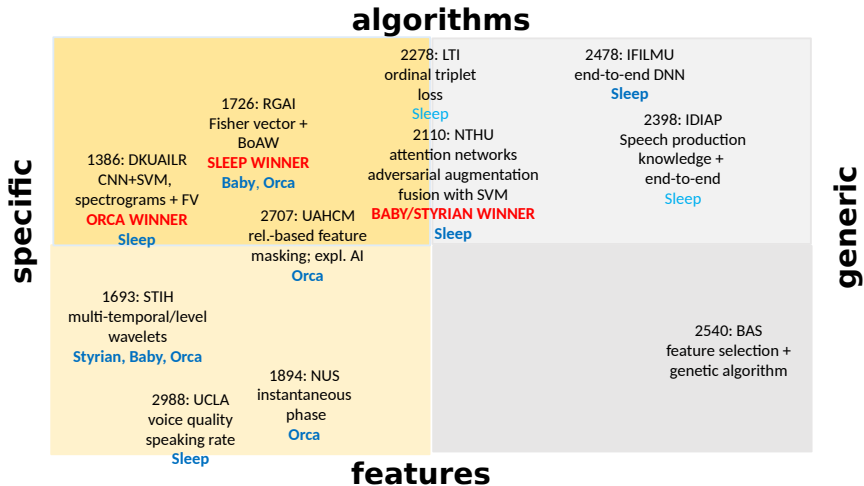 algorithms
specific
generic
features
2278: LTI
ordinal triplet
loss
Sleep
2478: IFILMU
end-to-end DNN
Sleep
1726: RGAI
Fisher vector +
BoAW
SLEEP WINNER
Baby, Orca
2398: IDIAP
Speech production
knowledge +
end-to-end
Sleep
2110: NTHU
attention networks
adversarial augmentation
fusion with SVM
BABY/STYRIAN WINNER
Sleep
1386: DKUAILR
CNN+SVM,
spectrograms + FV
ORCA WINNER
Sleep
2707: UAHCM
rel.-based feature
masking; expl. AI
Orca
1693: STIH
multi-temporal/level
wavelets
Styrian, Baby, Orca
2540: BAS
feature selection +
genetic algorithm
1894: NUS
instantaneous
phase
Orca
2988: UCLA
voice quality
speaking rate
Sleep